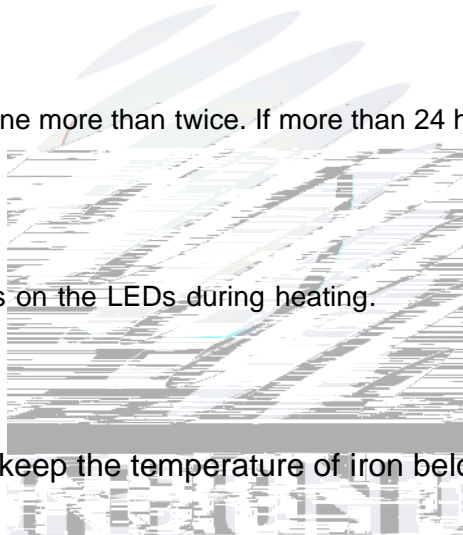 ne more than twice. If more than 24 h
s on the LEDs during heating.
keep the temperature of iron belo